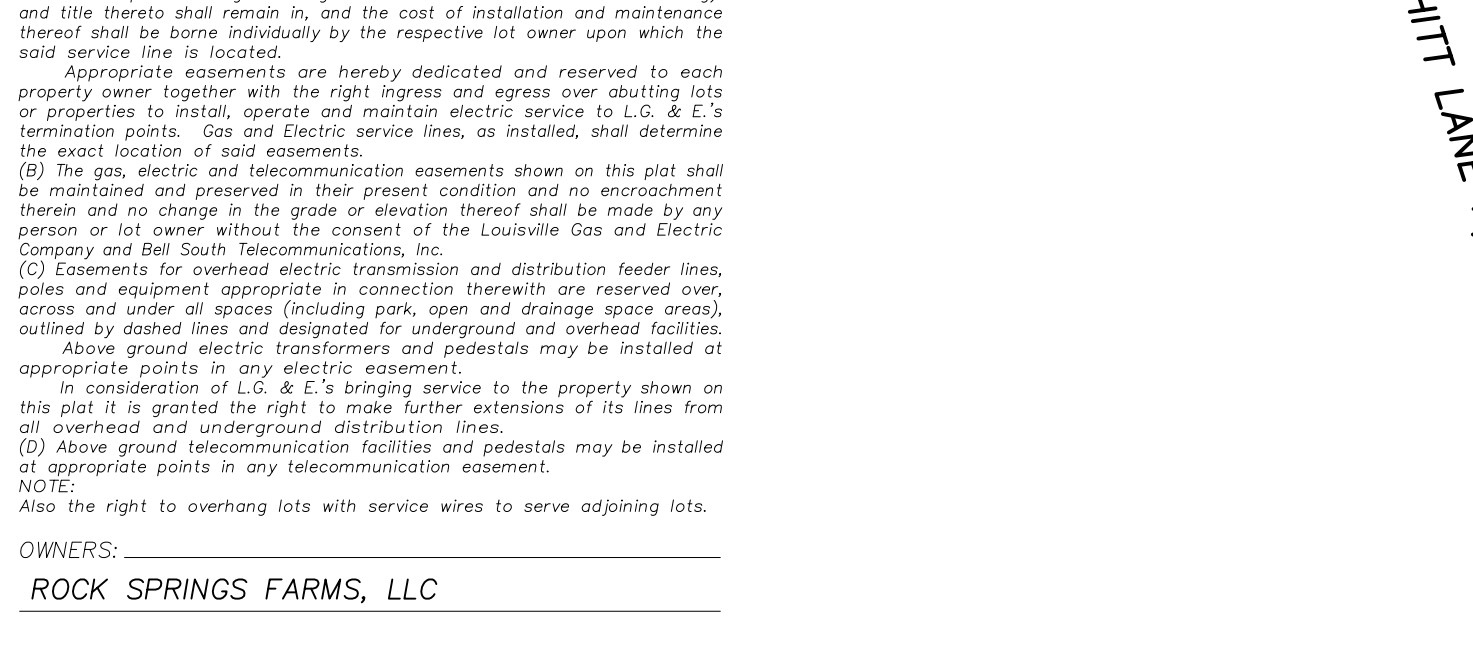 and title thereto shall remain in, and the cost of installation and maintenance
thereof shall be borne individually by the respective lot owner upon which the
said service line is located.
Appropriate easements are hereby dedicated and reserved to each
property owner together with the right ingress and egress over abutting lots
or properties to install, operate and maintain electric service to L.G. & E.'s
termination points. Gas and Electric service lines, as installed, shall determine
the exact location of said easements.
(B) The gas, electric and telecommunication easements shown on this plat shall
be maintained and preserved in their present condition and no encroachment
therein and no change in the grade or elevation thereof shall be made by any
person or lot owner without the consent of the Louisville Gas and Electric
Company and Bell South Telecommunications, Inc.
(C) Easements for overhead electric transmission and distribution feeder lines,
poles and equipment appropriate in connection therewith are reserved over,
across and under all spaces (including park, open and drainage space areas),
outlined by dashed lines and designated for underground and overhead facilities.
Above ground electric transformers and pedestals may be installed at
appropriate points in any electric easement.
In consideration of L.G. & E.'s bringing service to the property shown on
this plat it is granted the right to make further extensions of its lines from
all overhead and underground distribution lines.
(D) Above ground telecommunication facilities and pedestals may be installed
at appropriate points in any telecommunication easement.
NOTE:
Also the right to overhang lots with service wires to serve adjoining lots.
OWNERS:
ROCK SPRINGS FARMS, LLC
HITT LANE